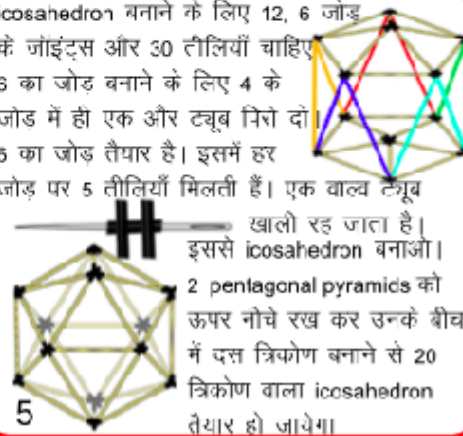 icosahedron बनाने के लिए 12, 6 जोड़
के जोइंट्स और 30 तीलियाँ चाहिए
6 का जोड़ बनाने के लिए 4 के
जोड़ में ही एक और ट्यूब पिरो दो।
6 का जोड़ तैयार है। इसमें हर
जोड़ पर 5 तीलियाँ मिलती हैं। एक वाल्व ट्यूब
खाली रह जाता है।
इससे icosahedron बनाओ।
2 pentagonal pyramids को
ऊपर नीचे रख कर उनके बीच
में दस त्रिकोण बनाने से 20
त्रिकोण वाला icosahedron
तैयार हो जायेगा
5